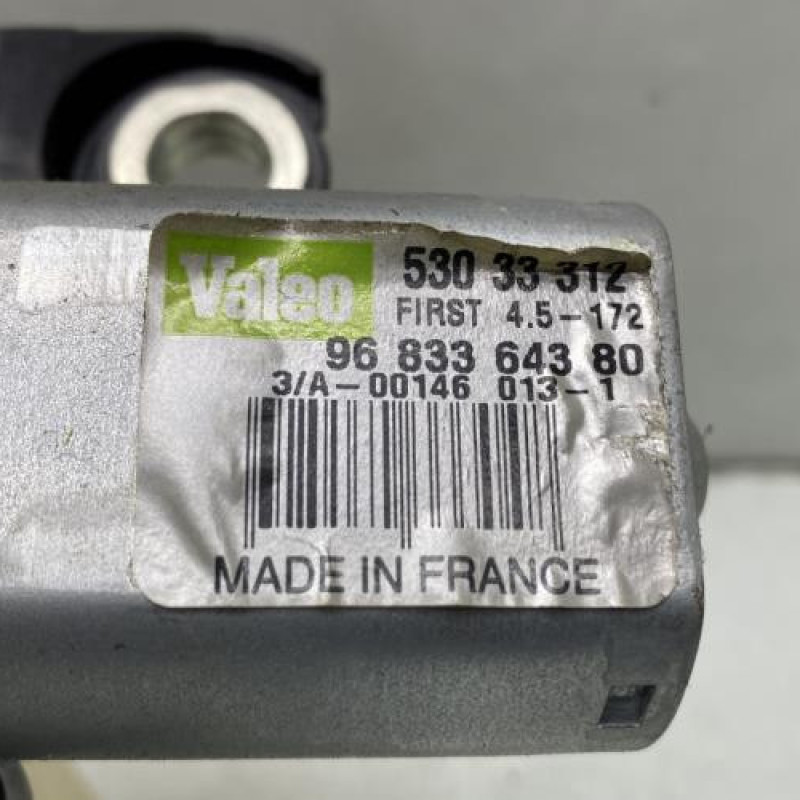 Valeo
530 33 312
FIRST 4.5-172
96 833 643 80
3/A-00146 013-1
MADE IN FRANCE